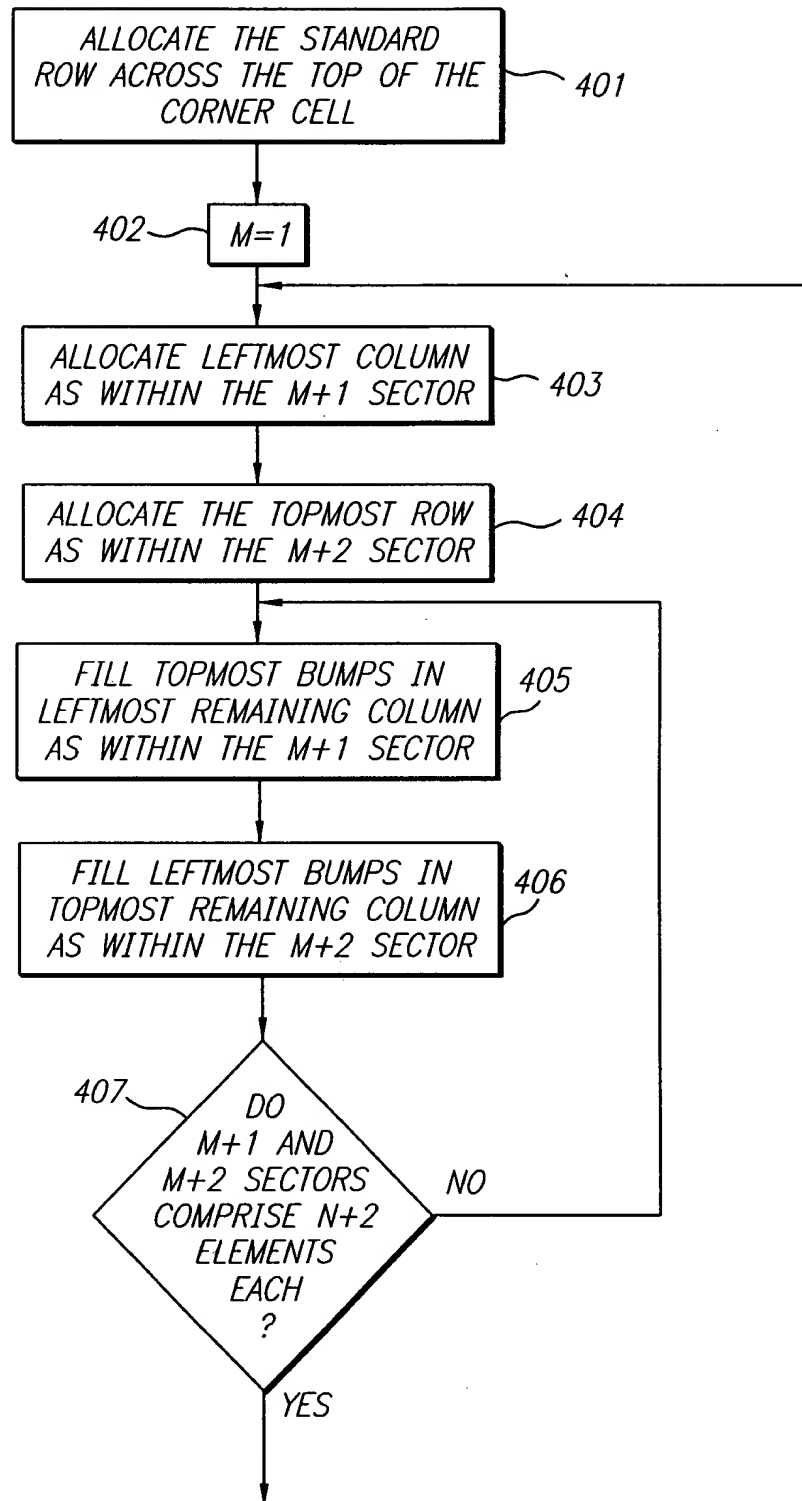 ALLOCATE THE STANDARD
ROW ACROSS THE TOP OF THE
CORNER CELL
401
402
M=1
ALLOCATE LEFTMOST COLUMN
AS WITHIN THE M+1 SECTOR
403
ALLOCATE THE TOPMOST ROW
AS WITHIN THE M+2 SECTOR
404
FILL TOPMOST BUMPS IN
LEFTMOST REMAINING COLUMN
AS WITHIN THE M+1 SECTOR
405
FILL LEFTMOST BUMPS IN
TOPMOST REMAINING COLUMN
AS WITHIN THE M+2 SECTOR
406
407
DO
M+1 AND
M+2 SECTORS
COMPRISE N+2
ELEMENTS
EACH
?
NO
YES